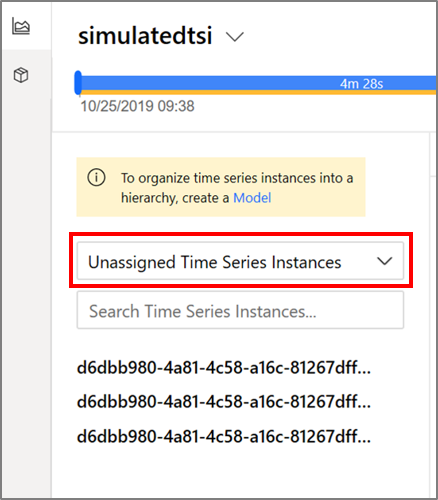 simulatedtsi
4m 28s
10/25/2019 09:38
To organize time series instances into a
hierarchy, create a Model
Unassigned Time Series Instances
Search Time Series Instances...
d6dbb980-4a81-4c58-a16c-81267dff...
d6dbb980-4a81-4c58-a16c-81267dff...
d6dbb980-4a81-4c58-a16c-81267dff...